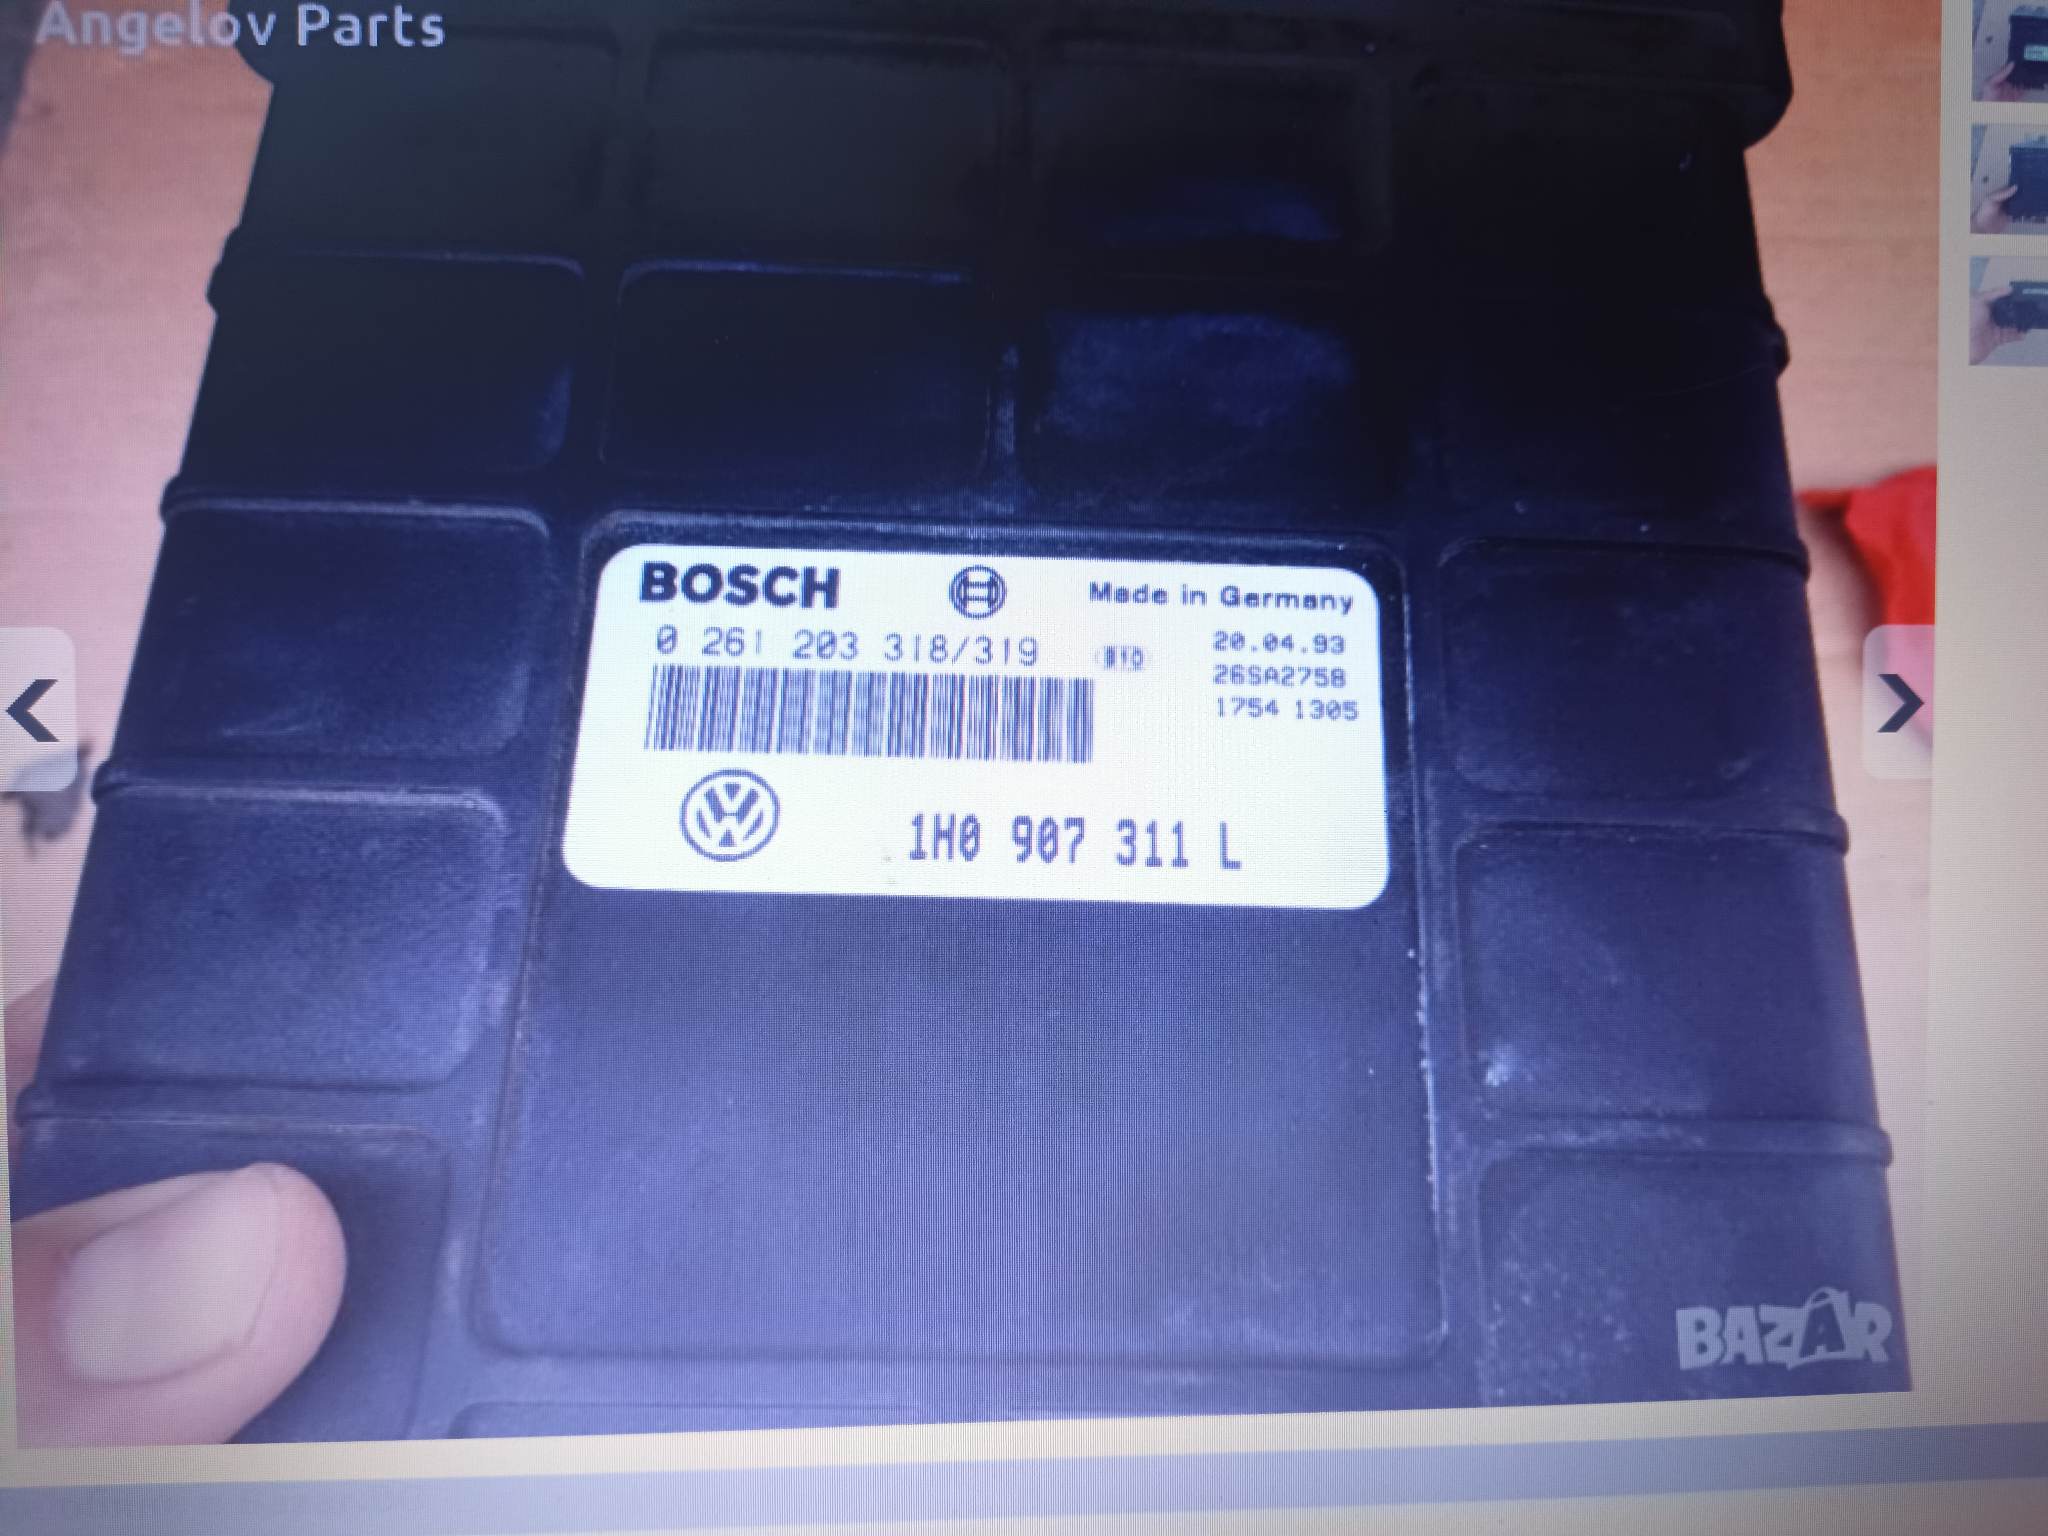 Angelov Parts
BOSCH Made in Germany
0 261 203 318/319 20.04.93
26SA2758
1754 1305
1H0 907 311 L
BAZAR